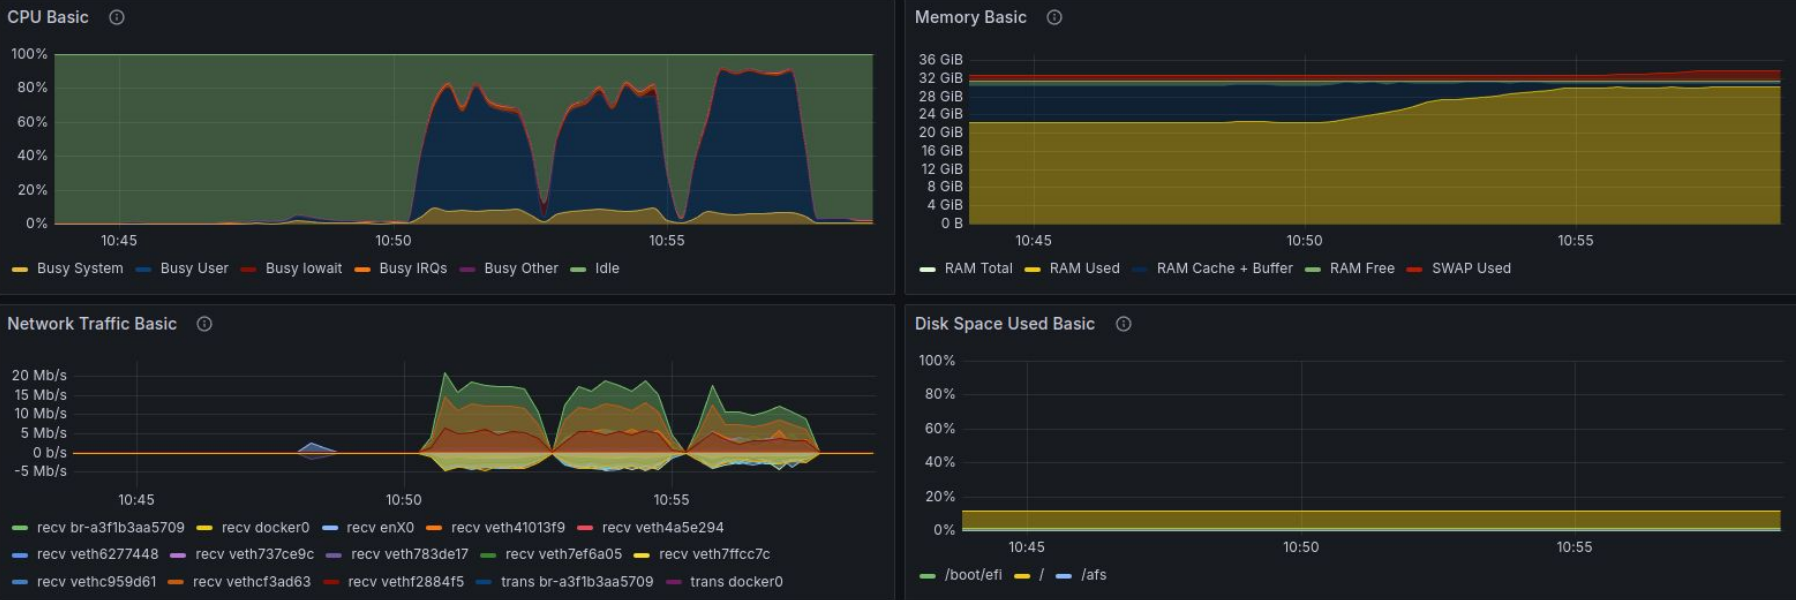 CPU Basic
100%
80%
60%
40%
20%
0%
10:45 10:50 10:55
Busy System Busy User Busy Iowait Busy IRQs Busy Other Idle
Memory Basic
36 GiB
32 GiB
28 GiB
24 GiB
20 GiB
16 GiB
12 GiB
8 GiB
4 GiB
0 B
10:45 10:50 10:55
RAM Total RAM Used RAM Cache + Buffer RAM Free SWAP Used
Network Traffic Basic
20 Mb/s
15 Mb/s
10 Mb/s
5 Mb/s
0 b/s
-5 Mb/s
10:45 10:50 10:55
recv br-a3f1b3aa5709 recv docker0 recv enX0 recv veth41013f9 recv veth4a5e294
recv veth6277448 recv veth737ce9c recv veth783de17 recv veth7ef6a05 recv veth7ffcc7c
recv vethc959d61 recv vethcf3ad63 recv vethf2884f5 trans br-a3f1b3aa5709 trans docker0
Disk Space Used Basic
100%
80%
60%
40%
20%
0%
10:45 10:50 10:55
/boot/efi / /afs